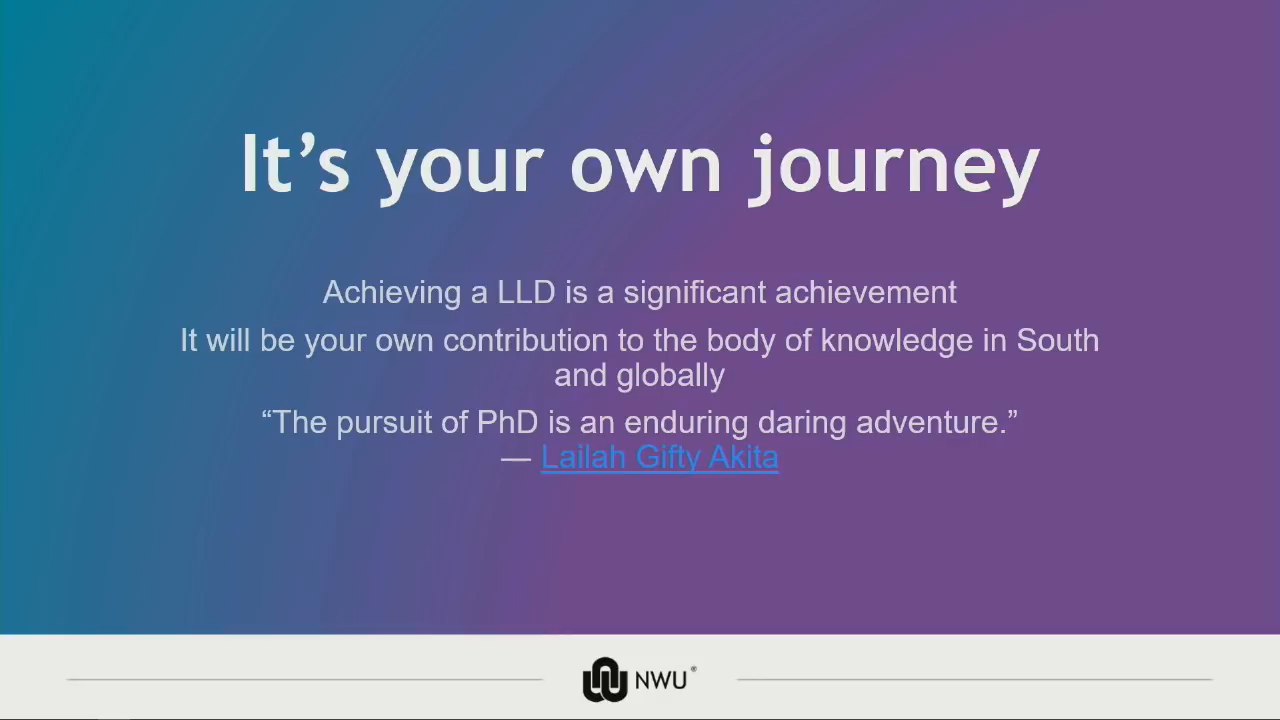 It’s your own journey
Achieving a LLD is a significant achievement
It will be your own contribution to the body of knowledge in South
and globally
“The pursuit of PhD is an enduring daring adventure.”
― Lailah Gifty Akita
NWU®